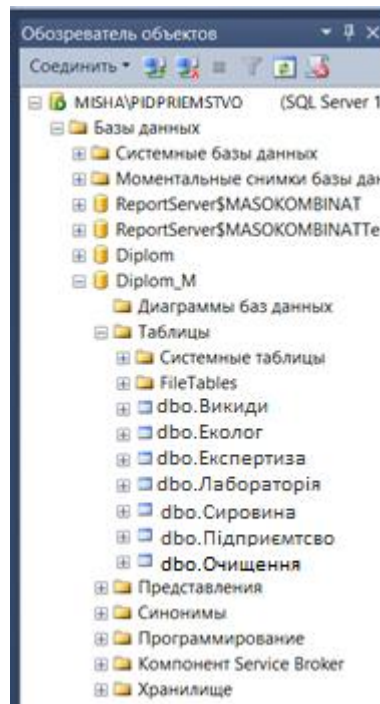 Обозреватель объектов
Соединить
MISHA\PIDPRIEMSTVO (SQL Server 1
Базы данных
Системные базы данных
Моментальные снимки базы дан
ReportServer$MASOKOMBINAT
ReportServer$MASOKOMBINATTe
Diplom
Diplom_M
Диаграммы баз данных
Таблицы
Системные таблицы
FileTables
dbo.Викиди
dbo.Еколог
dbo.Експертиза
dbo.Лабораторія
dbo.Сировина
dbo.Підприємтсво
dbo.Очищення
Представления
Синонимы
Программирование
Компонент Service Broker
Хранилище